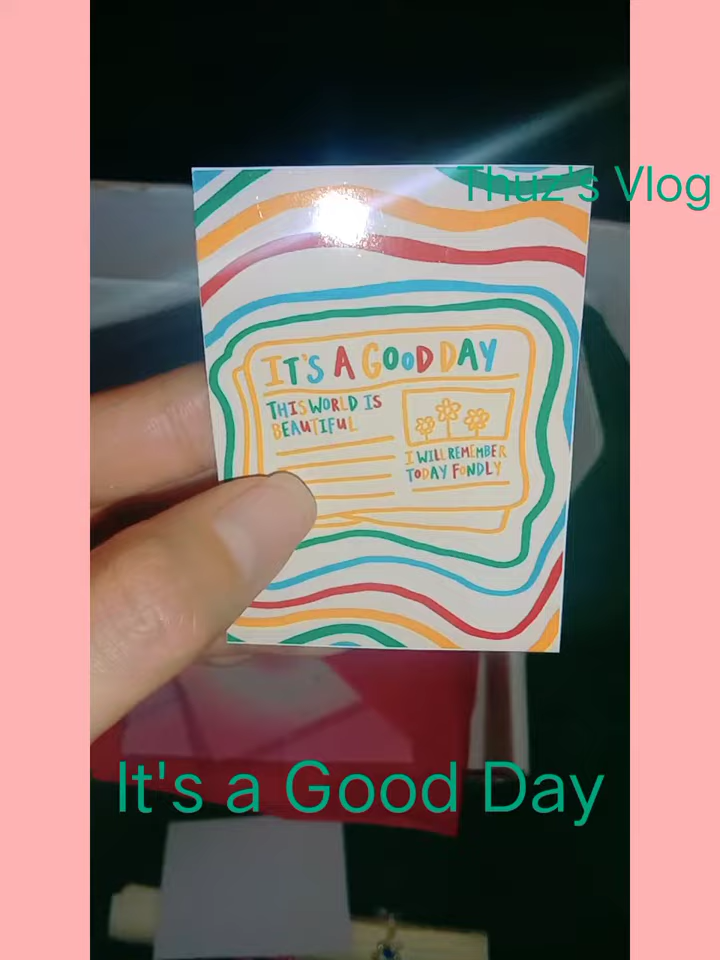 Thuz's Vlog
IT'S A GOOD DAY
THIS WORLD IS
BEAUTIFUL
I WILL REMEMBER
TODAY FONDLY
It's a Good Day